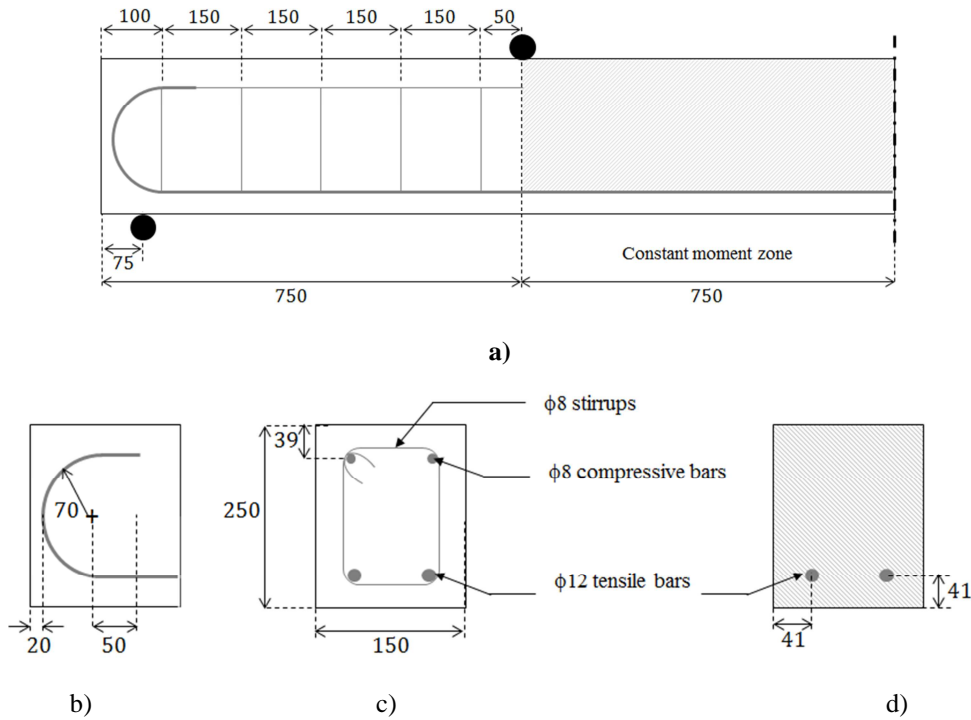 100 150 150 150 150 50
75
Constant moment zone
750 750
a)
ϕ8 stirrups
39
ϕ8 compressive bars
70
250
ϕ12 tensile bars
41
20 50
150
41
b) c) d)